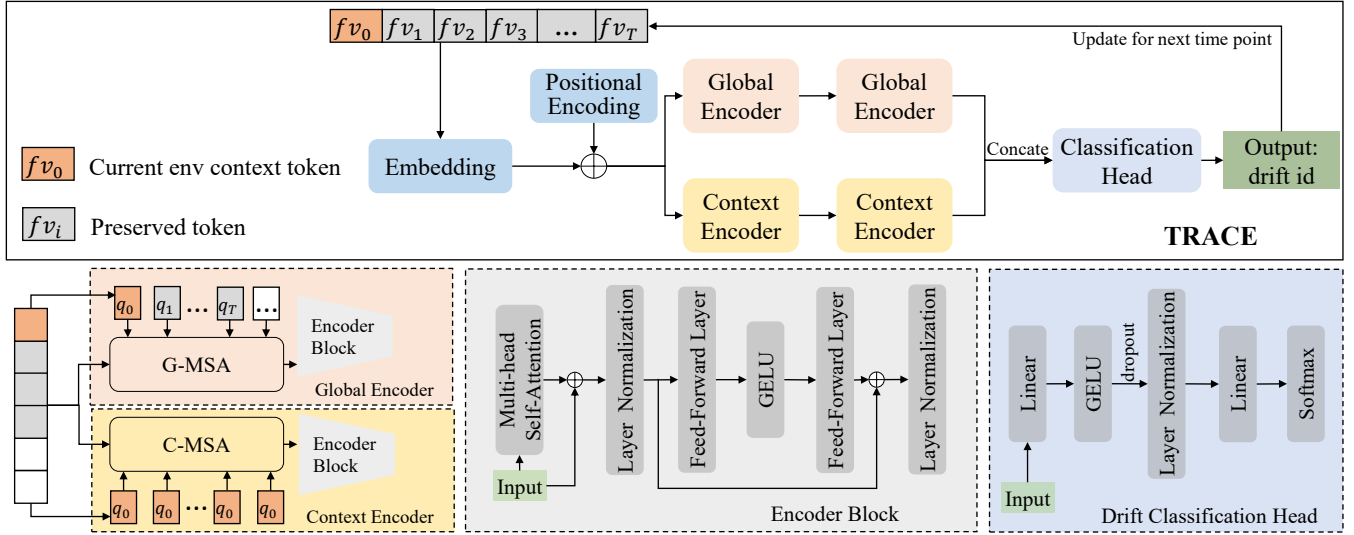 fv0 fv1 fv2 fv3 ... fvT
Update for next time point
Positional
Encoding
Global
Encoder
Global
Encoder
Embedding
Concate
Classification
Head
Output:
drift id
Context
Encoder
Context
Encoder
fv0 Current env context token
fvi Preserved token
TRACE
q0 q1 ... qT ...
G-MSA
Encoder
Block
Global Encoder
C-MSA
Encoder
Block
q0 q0 ... q0 q0
Context Encoder
Multi-head
Self-Attention
Layer Normalization
Feed-Forward Layer
GELU
Feed-Forward Layer
Layer Normalization
Input
Encoder Block
Linear
GELU
dropout
Layer Normalization
Linear
Softmax
Input
Drift Classification Head